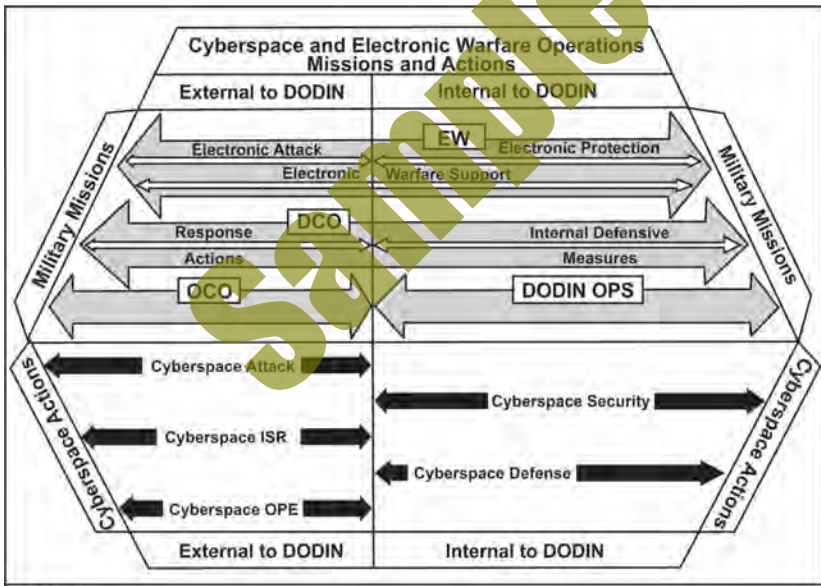 Cyberspace and Electronic Warfare Operations
Missions and Actions
External to DODIN
Internal to DODIN
Military Missions
Military Missions
EW
Electronic Attack
Electronic Protection
Electronic Warfare Support
DCO
Response
Internal Defensive
Actions
Measures
OCO
DODIN OPS
Cyberspace Actions
Cyberspace Actions
Cyberspace Attack
Cyberspace Security
Cyberspace ISR
Cyberspace Defense
Cyberspace OPE
External to DODIN
Internal to DODIN
Sample